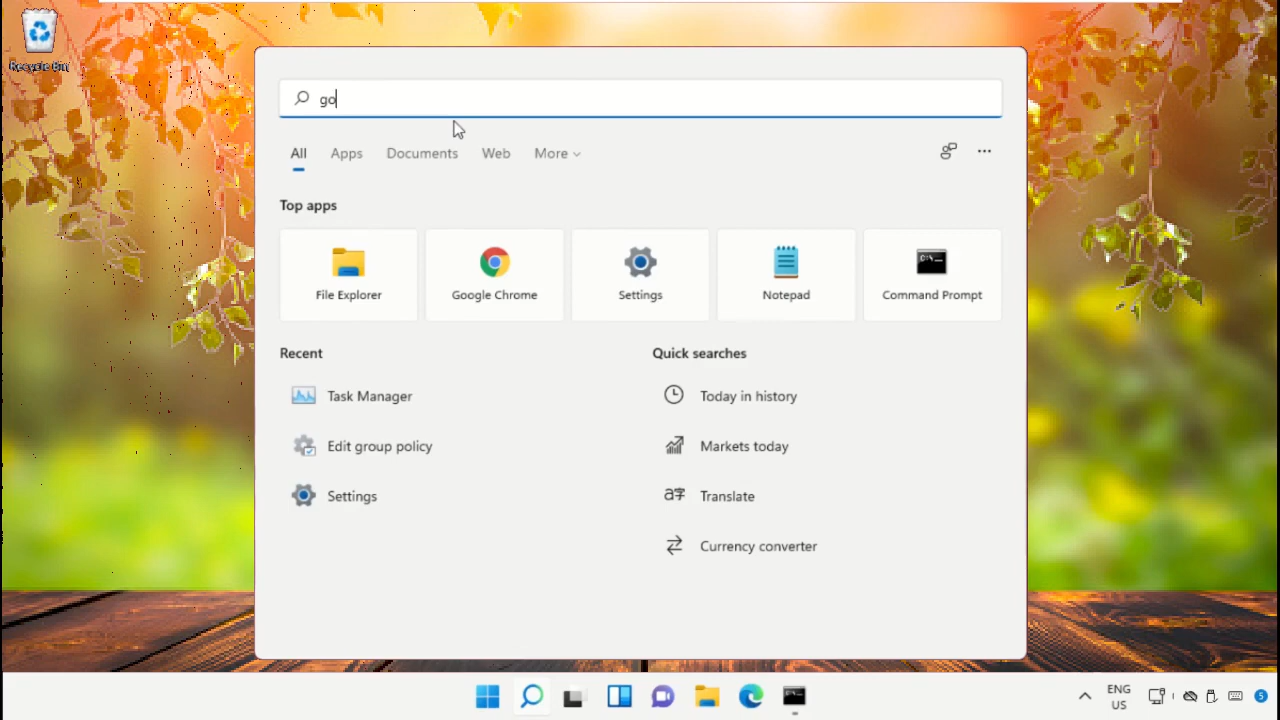 Recycle Bin
go
All Apps Documents Web More
Top apps
File Explorer Google Chrome Settings Notepad Command Prompt
Recent Quick searches
Task Manager Today in history
Edit group policy Markets today
Settings Translate
Currency converter
ENG
US
5